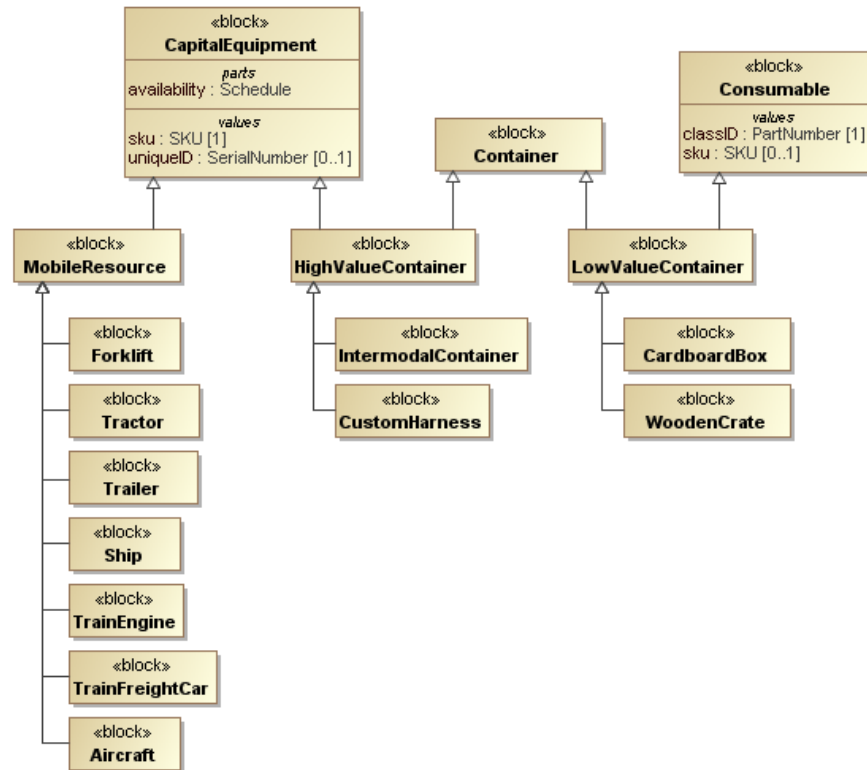 «block»
CapitalEquipment
parts
availability : Schedule
values
sku : SKU [1]
uniqueID : SerialNumber [0..1]
«block»
Container
«block»
Consumable
values
classID : PartNumber [1]
sku : SKU [0..1]
«block»
MobileResource
«block»
HighValueContainer
«block»
LowValueContainer
«block»
Forklift
«block»
Tractor
«block»
Trailer
«block»
Ship
«block»
TrainEngine
«block»
TrainFreightCar
«block»
Aircraft
«block»
IntermodalContainer
«block»
CustomHarness
«block»
CardboardBox
«block»
WoodenCrate